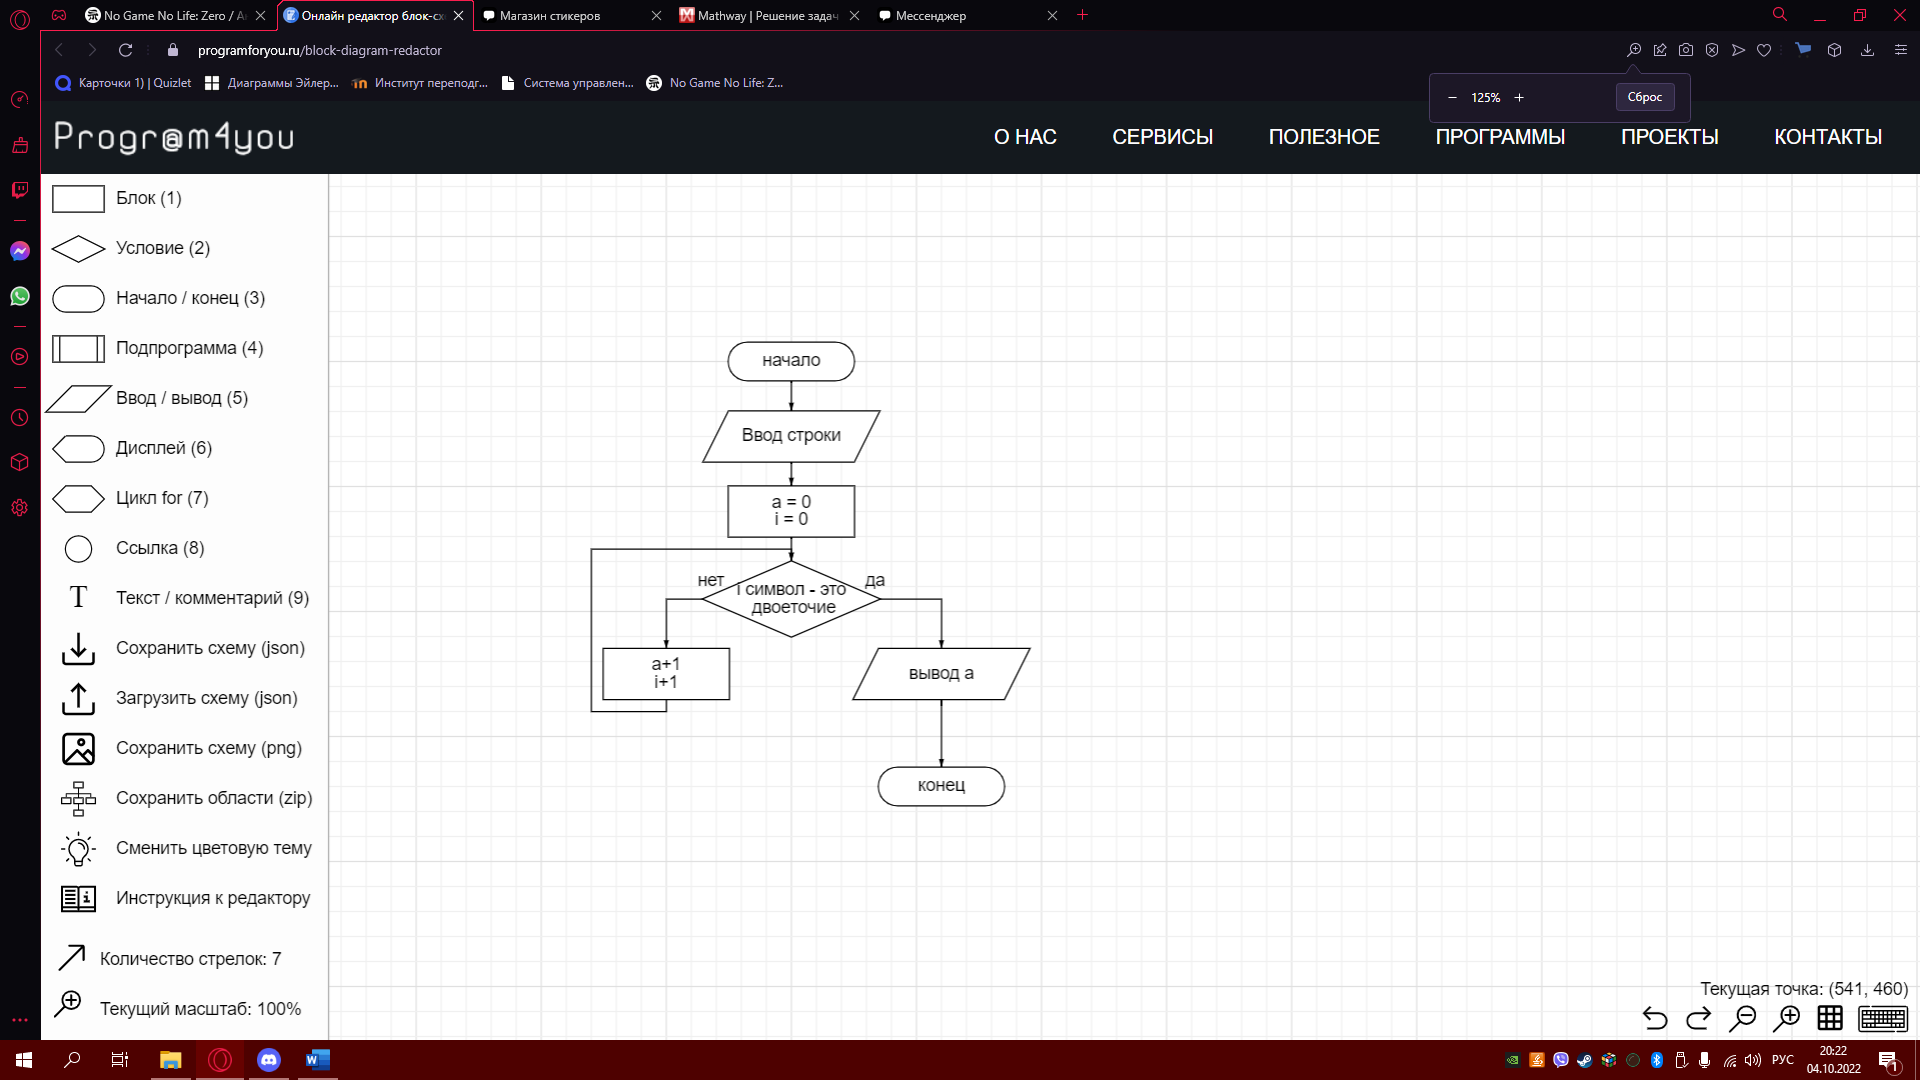 No Game No Life: Zero / А
Онлайн редактор блок-сх
Магазин стикеров
Mathway | Решение задач
Мессенджер
programforyou.ru/block-diagram-redactor
Карточки 1) | Quizlet
Диаграммы Эйлер...
Институт переподг...
Система управлен...
No Game No Life: Z...
125%
Сброс
Progr@m4you
О НАС
СЕРВИСЫ
ПОЛЕЗНОЕ
ПРОГРАММЫ
ПРОЕКТЫ
КОНТАКТЫ
Блок (1)
Условие (2)
Начало / конец (3)
Подпрограмма (4)
Ввод / вывод (5)
Дисплей (6)
Цикл for (7)
Ссылка (8)
T Текст / комментарий (9)
Сохранить схему (json)
Загрузить схему (json)
Сохранить схему (png)
Сохранить области (zip)
Сменить цветовую тему
Инструкция к редактору
Количество стрелок: 7
Текущий масштаб: 100%
начало
Ввод строки
a = 0
i = 0
нет
да
i символ - это
двоеточие
a+1
i+1
вывод a
конец
Текущая точка: (541, 460)
РУС
20:22
04.10.2022
1